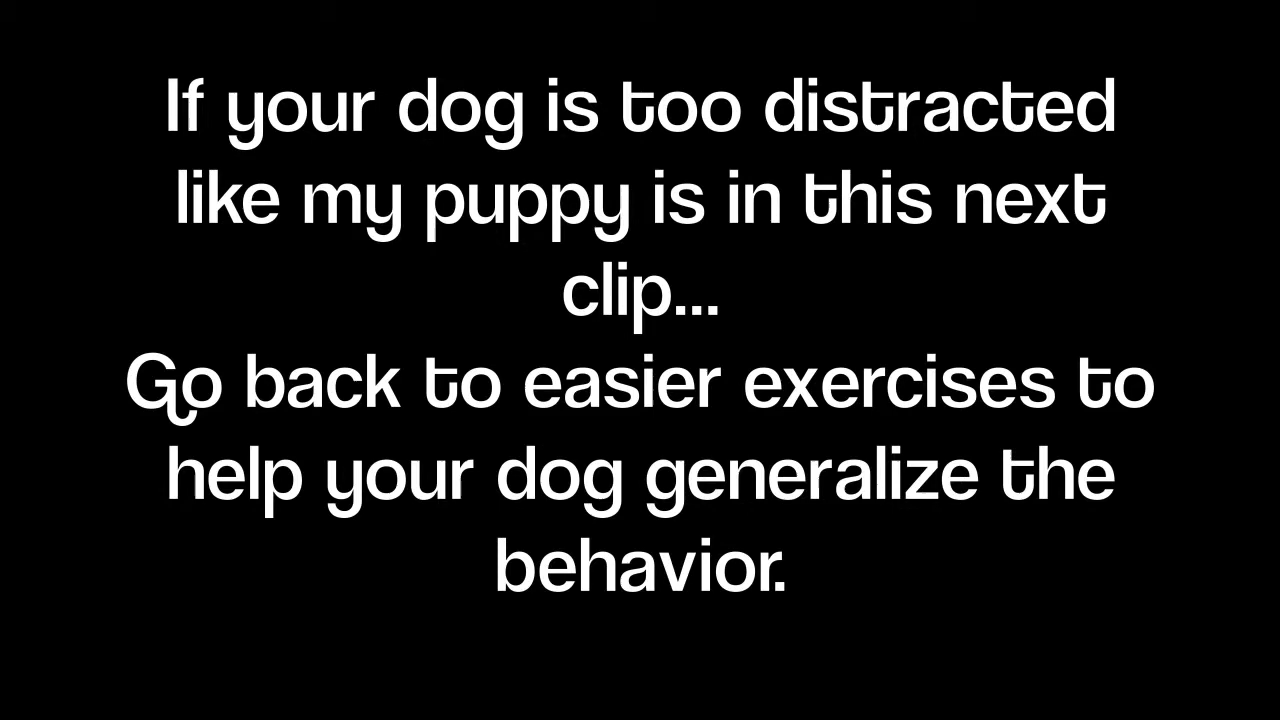 If your dog is too distracted
like my puppy is in this next
clip...
Go back to easier exercises to
help your dog generalize the
behavior.